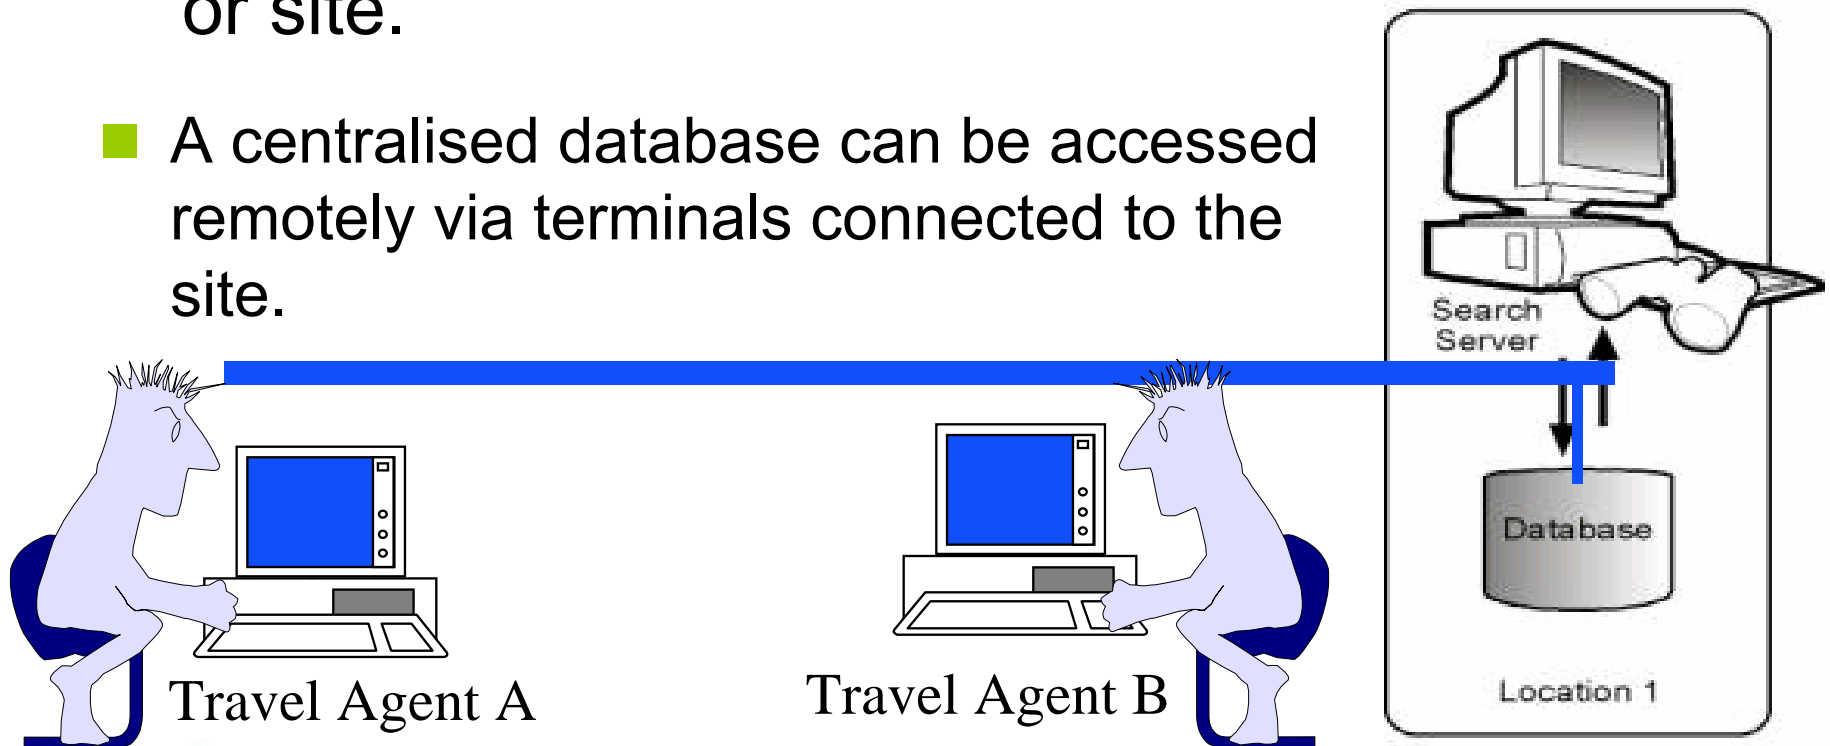 or site.
A centralised database can be accessed
remotely via terminals connected to the
site.
Search
Server
Database
Location 1
Travel Agent A
Travel Agent B